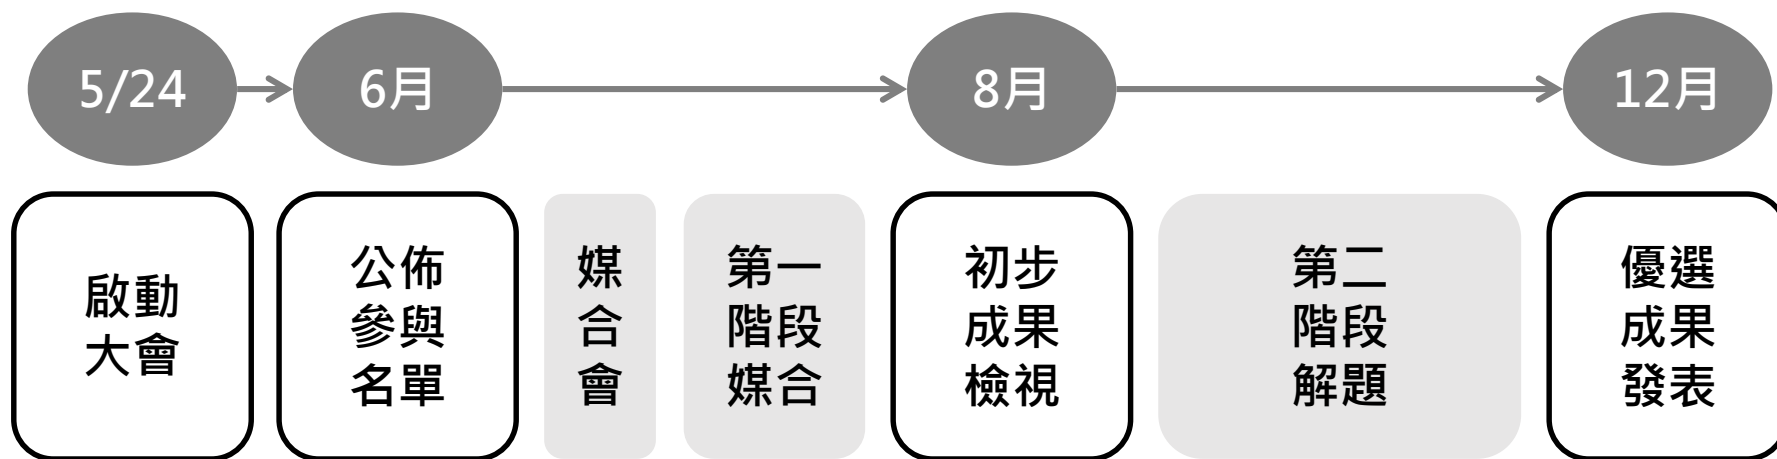 5/24
6月
8月
12月
啟動
大會
公佈
參與
名單
媒
合
會
第一
階段
媒合
初步
成果
檢視
第二
階段
解題
優選
成果
發表